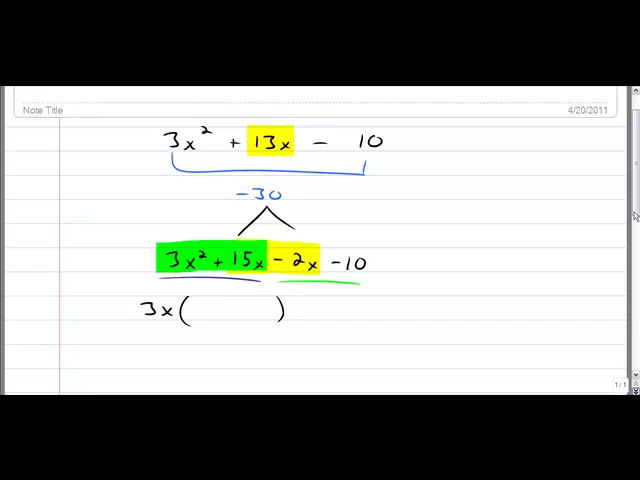 Note Title 4/20/2011
3x² + 13x - 10
-30
3x² + 15x - 2x - 10
3x( )
1/1